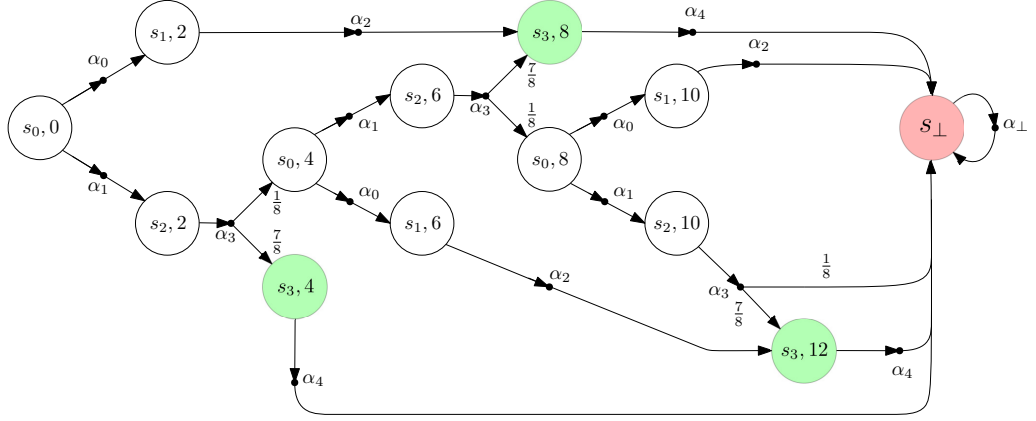 α₂
α₄
s₁, 2
s₃, 8
α₂
α₀
7/8
s₂, 6
s₁, 10
α₃
α₁
1/8
α₀
s₀, 0
s⊥
α⊥
s₀, 4
s₀, 8
α₁
α₀
α₁
1/8
s₂, 2
s₁, 6
s₂, 10
α₃
7/8
1/8
α₂
s₃, 4
α₃
7/8
s₃, 12
α₄
α₄